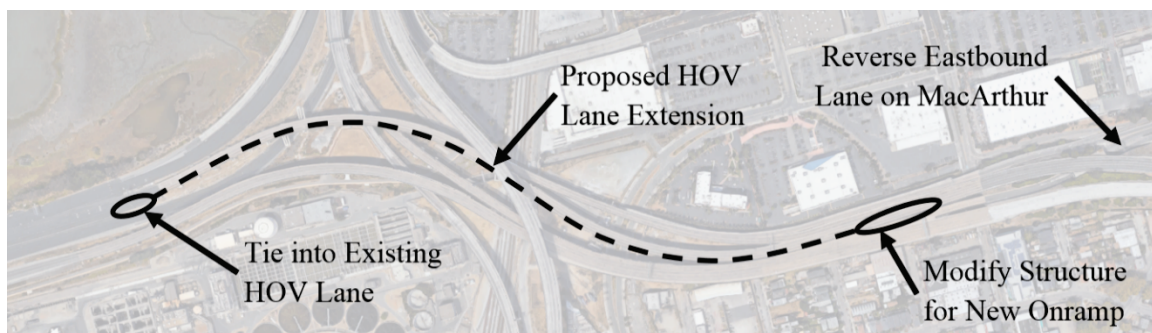 Proposed HOV
Lane Extension
Reverse Eastbound
Lane on MacArthur
Tie into Existing
HOV Lane
Modify Structure
for New Onramp